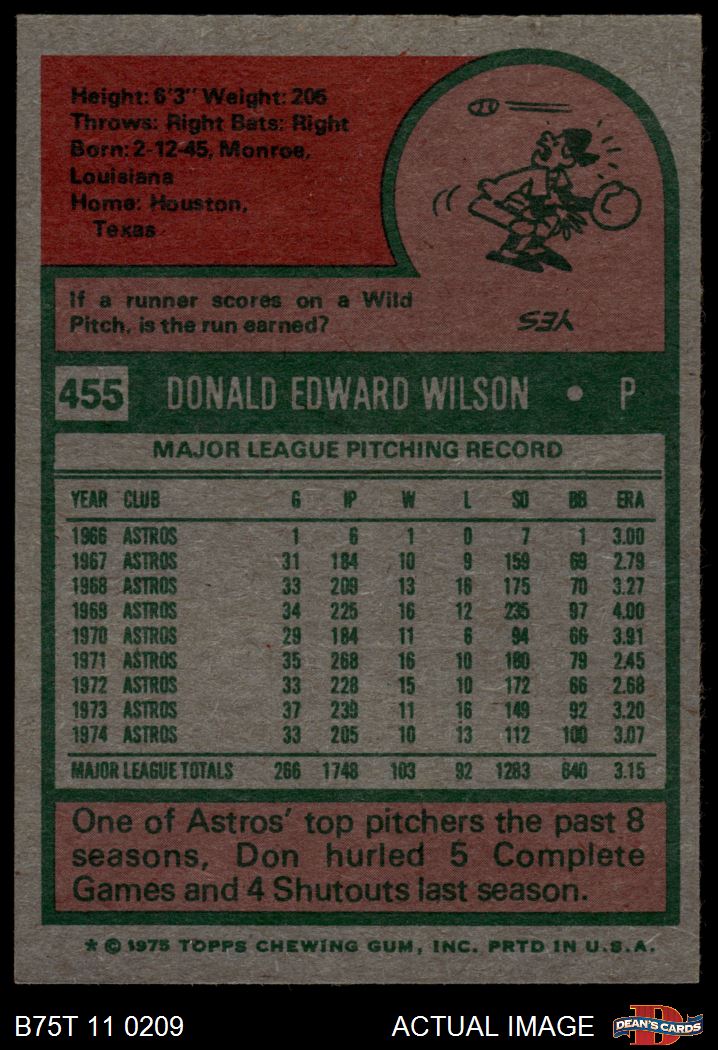 Height: 6'3" Weight: 205
Throws: Right Bats: Right
Born: 2-12-45, Monroe,
Louisiana
Home: Houston,
Texas
If a runner scores on a Wild
Pitch, is the run earned?
YES
455 DONALD EDWARD WILSON • P
MAJOR LEAGUE PITCHING RECORD
YEAR CLUB G IP W L SO BB ERA
1966 ASTROS 1 6 1 0 7 1 3.00
1967 ASTROS 31 184 10 9 159 69 2.79
1968 ASTROS 33 209 13 16 175 70 3.27
1969 ASTROS 34 225 16 12 235 97 4.00
1970 ASTROS 29 184 11 6 94 66 3.91
1971 ASTROS 35 268 16 10 180 79 2.45
1972 ASTROS 33 228 15 10 172 66 2.68
1973 ASTROS 37 239 11 16 149 92 3.20
1974 ASTROS 33 205 10 13 112 100 3.07
MAJOR LEAGUE TOTALS 266 1748 103 92 1283 640 3.15
One of Astros' top pitchers the past 8
seasons, Don hurled 5 Complete
Games and 4 Shutouts last season.
* © 1975 TOPPS CHEWING GUM, INC. PRTD IN U.S.A.
B75T 11 0209 ACTUAL IMAGE DEAN'S CARDS